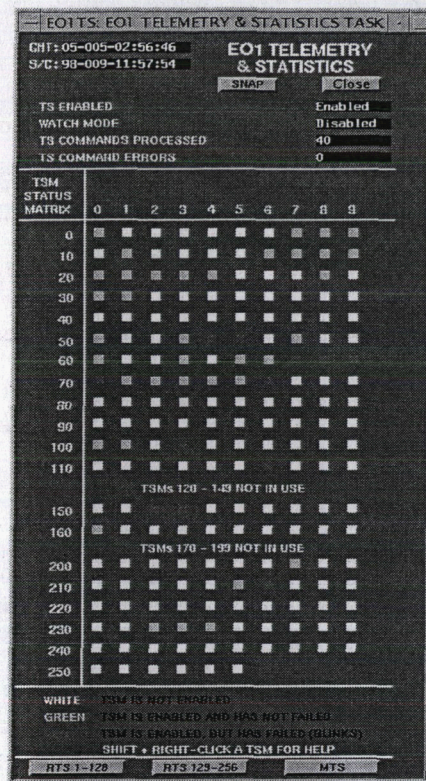 EO1TS: EO1 TELEMETRY & STATISTICS TASK
GMT: 05-005-02:56:46
S/C: 98-009-11:57:54
EO1 TELEMETRY
& STATISTICS
SNAP
Close
TS ENABLED Enabled
WATCH MODE Disabled
TS COMMANDS PROCESSED 40
TS COMMAND ERRORS 0
TSM
STATUS
MATRIX 0 1 2 3 4 5 6 7 8 9
0
10
20
30
40
50
60
70
80
90
100
110
TSMs 120 - 149 NOT IN USE
150
160
TSMs 170 - 199 NOT IN USE
200
210
220
230
240
250
WHITE TSM IS NOT ENABLED
GREEN TSM IS ENABLED AND HAS NOT FAILED
TSM IS ENABLED, BUT HAS FAILED (BLINKS)
SHIFT + RIGHT-CLICK A TSM FOR HELP
RTS 1-128 RTS 129-256 MTS